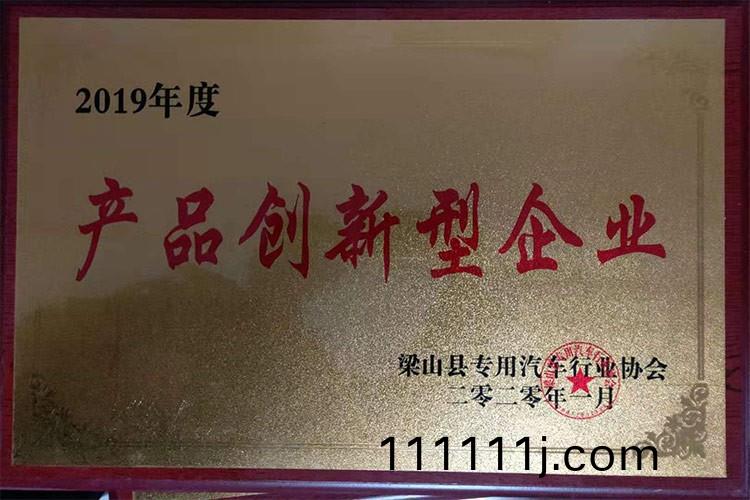 2019年度
产品创新型企业
梁山县专用汽车行业协会
二零二零年一月
111111j.com